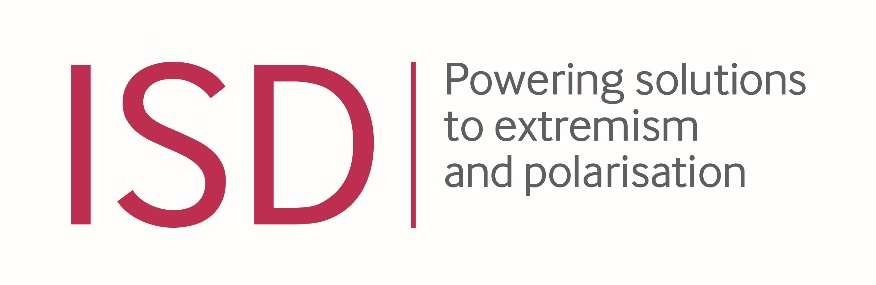 ISD
Powering solutions
to extremism
and polarisation